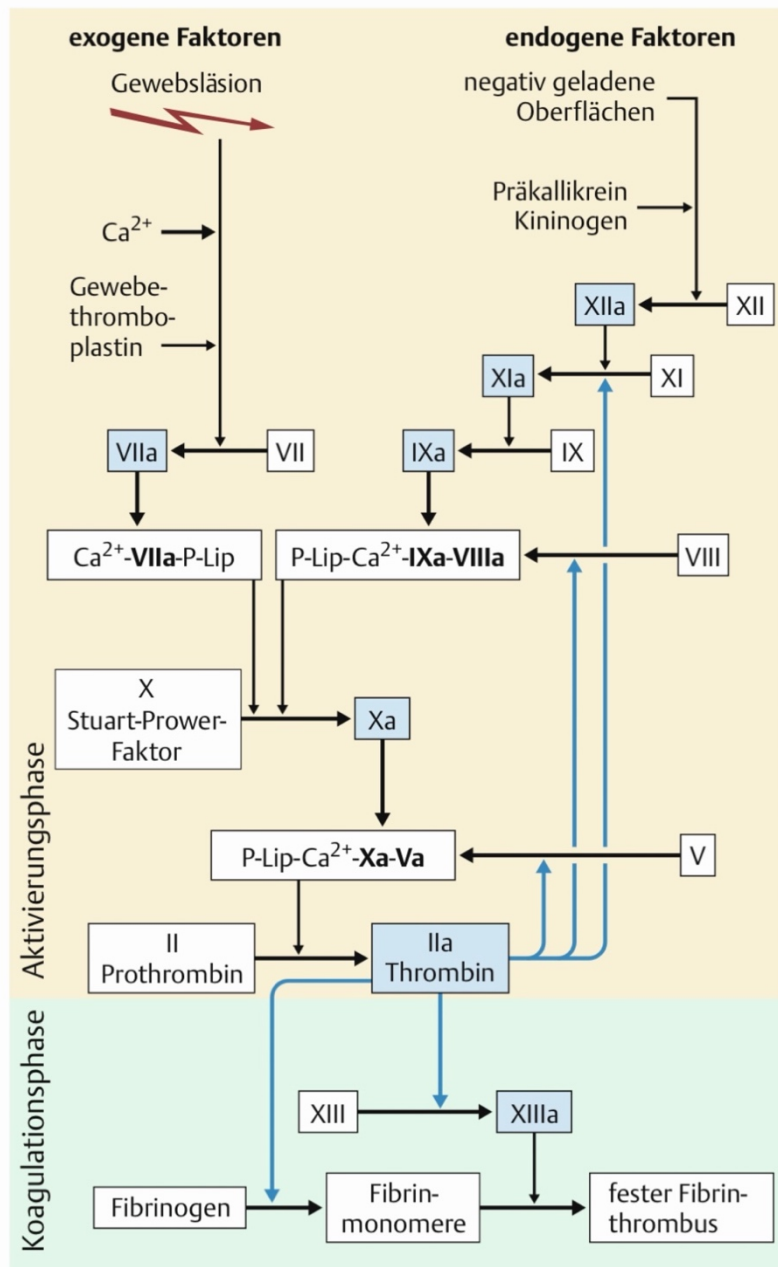 exogene Faktoren
endogene Faktoren
Gewebsläsion
negativ geladene
Oberflächen
Präkallikrein
Kininogen
Ca²⁺
Gewebe-
thrombo-
plastin
XIIa
XII
XIa
XI
VIIa
VII
IXa
IX
Ca²⁺-VIIa-P-Lip
P-Lip-Ca²⁺-IXa-VIIIa
VIII
X
Stuart-Prower-
Faktor
Xa
P-Lip-Ca²⁺-Xa-Va
V
II
Prothrombin
IIa
Thrombin
Aktivierungsphase
XIII
XIIIa
Fibrinogen
Fibrin-
monomere
fester Fibrin-
thrombus
Koagulationsphase